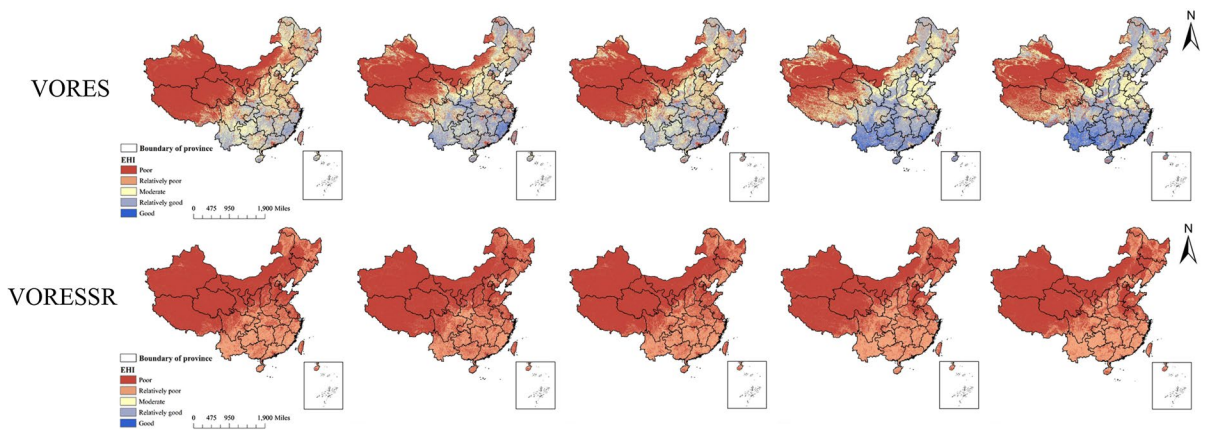 N
VORES
Boundary of province
EHI
Poor
Relatively poor
Moderate
Relatively good
Good
0 475 950 1,900 Miles
N
VORESSR
Boundary of province
EHI
Poor
Relatively poor
Moderate
Relatively good
Good
0 475 950 1,900 Miles